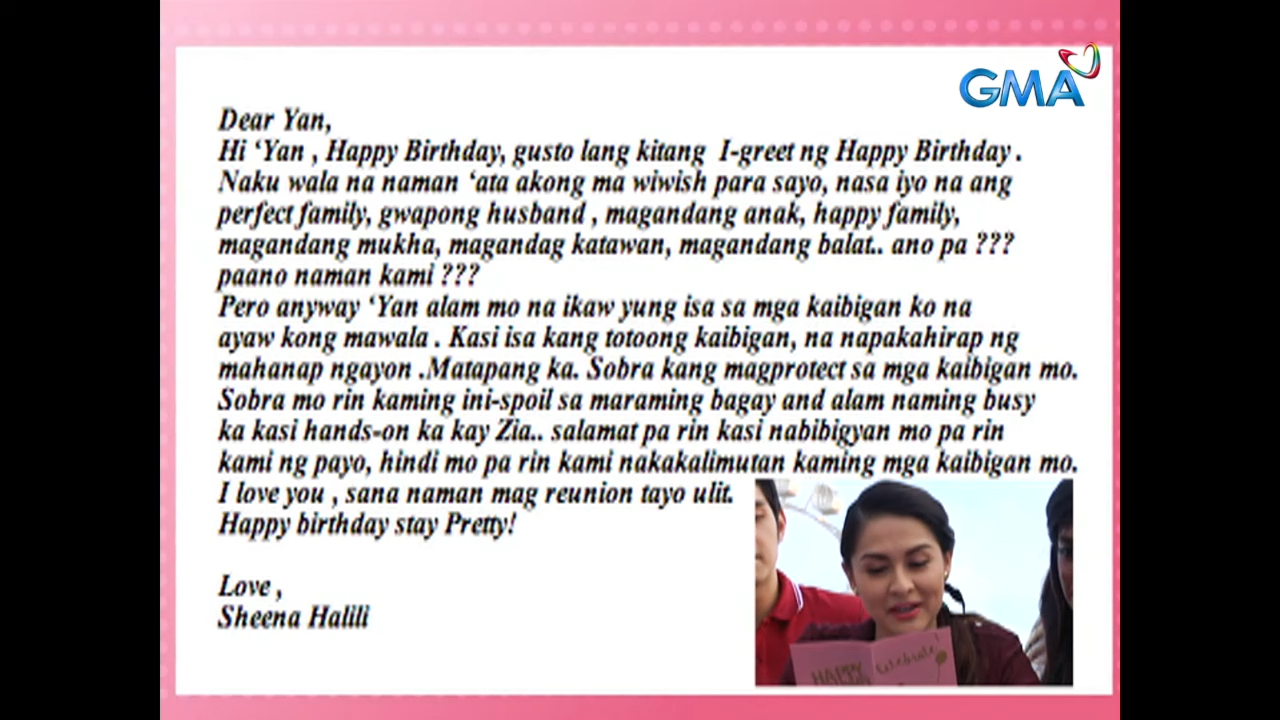 GMA
Dear Yan,
Hi ‘Yan , Happy Birthday, gusto lang kitang I-greet ng Happy Birthday .
Naku wala na naman ‘ata akong ma wiwish para sayo, nasa iyo na ang
perfect family, gwapong husband , magandang anak, happy family,
magandang mukha, magandag katawan, magandang balat.. ano pa ???
paano naman kami ???
Pero anyway ‘Yan alam mo na ikaw yung isa sa mga kaibigan ko na
ayaw kong mawala . Kasi isa kang totoong kaibigan, na napakahirap ng
mahanap ngayon .Matapang ka. Sobra kang magprotect sa mga kaibigan mo.
Sobra mo rin kaming ini-spoil sa maraming bagay and alam naming busy
ka kasi hands-on ka kay Zia.. salamat pa rin kasi nabibigyan mo pa rin
kami ng payo, hindi mo pa rin kami nakakalimutan kaming mga kaibigan mo.
I love you , sana naman mag reunion tayo ulit.
Happy birthday stay Pretty!
Love ,
Sheena Halili
HAPPY
Celebrate!